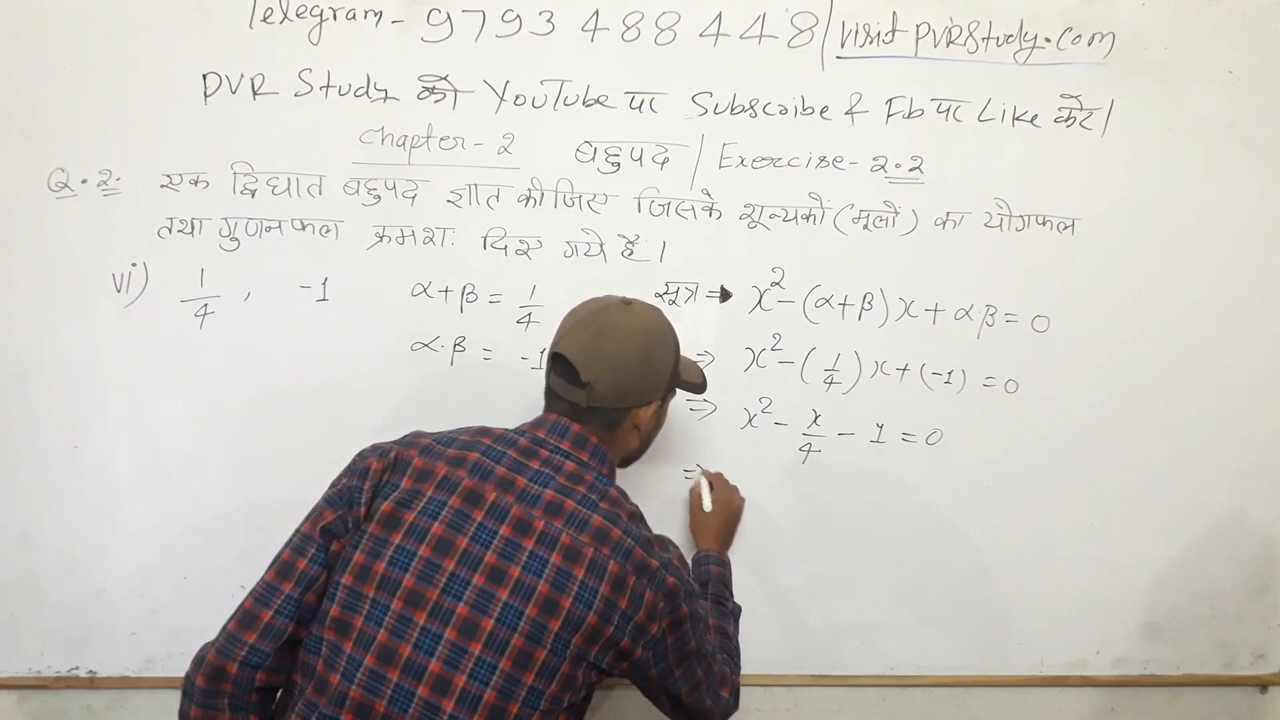 Telegram - 9793488448 | visit PVRStudy.com
PVR Study को YouTube पर Subscribe & Fb पर Like करें |
Chapter - 2 बहुपद / Exercise - 2.2
Q.2. एक द्विघात बहुपद ज्ञात कीजिए जिसके शून्यकों (मूलों) का योगफल
तथा गुणनफल क्रमशः दिए गये हैं।
vi) 1/4 , -1
α+β = 1/4
α.β = -1
सूत्र ⇒ x² - (α+β)x + α.β = 0
⇒ x² - (1/4)x + (-1) = 0
⇒ x² - x/4 - 1 = 0
⇒